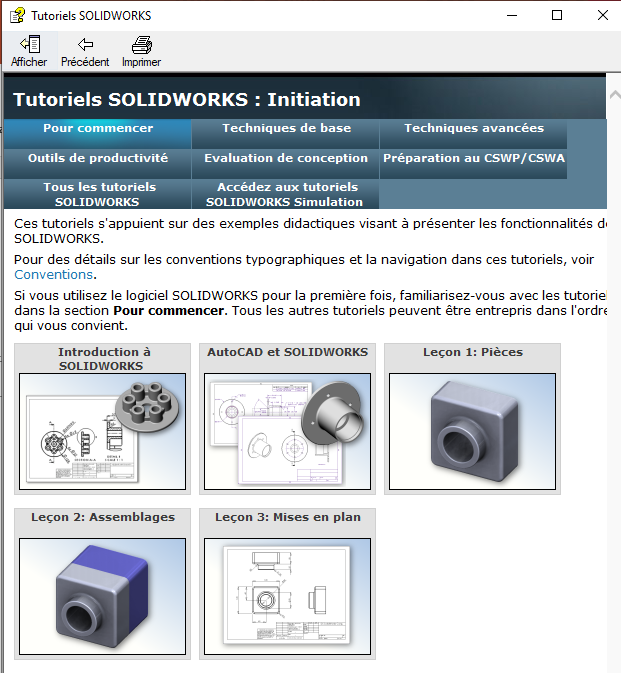 Tutoriels SOLIDWORKS
Afficher Précédent Imprimer
Tutoriels SOLIDWORKS : Initiation
Pour commencer Techniques de base Techniques avancées
Outils de productivité Evaluation de conception Préparation au CSWP/CSWA
Tous les tutoriels SOLIDWORKS
Accédez aux tutoriels SOLIDWORKS Simulation
Ces tutoriels s'appuient sur des exemples didactiques visant à présenter les fonctionnalités de
SOLIDWORKS.
Pour des détails sur les conventions typographiques et la navigation dans ces tutoriels, voir
Conventions.
Si vous utilisez le logiciel SOLIDWORKS pour la première fois, familiarisez-vous avec les tutoriel
dans la section Pour commencer. Tous les autres tutoriels peuvent être entrepris dans l'ordre
qui vous convient.
Introduction à
SOLIDWORKS
AutoCAD et SOLIDWORKS
Leçon 1: Pièces
Leçon 2: Assemblages
Leçon 3: Mises en plan